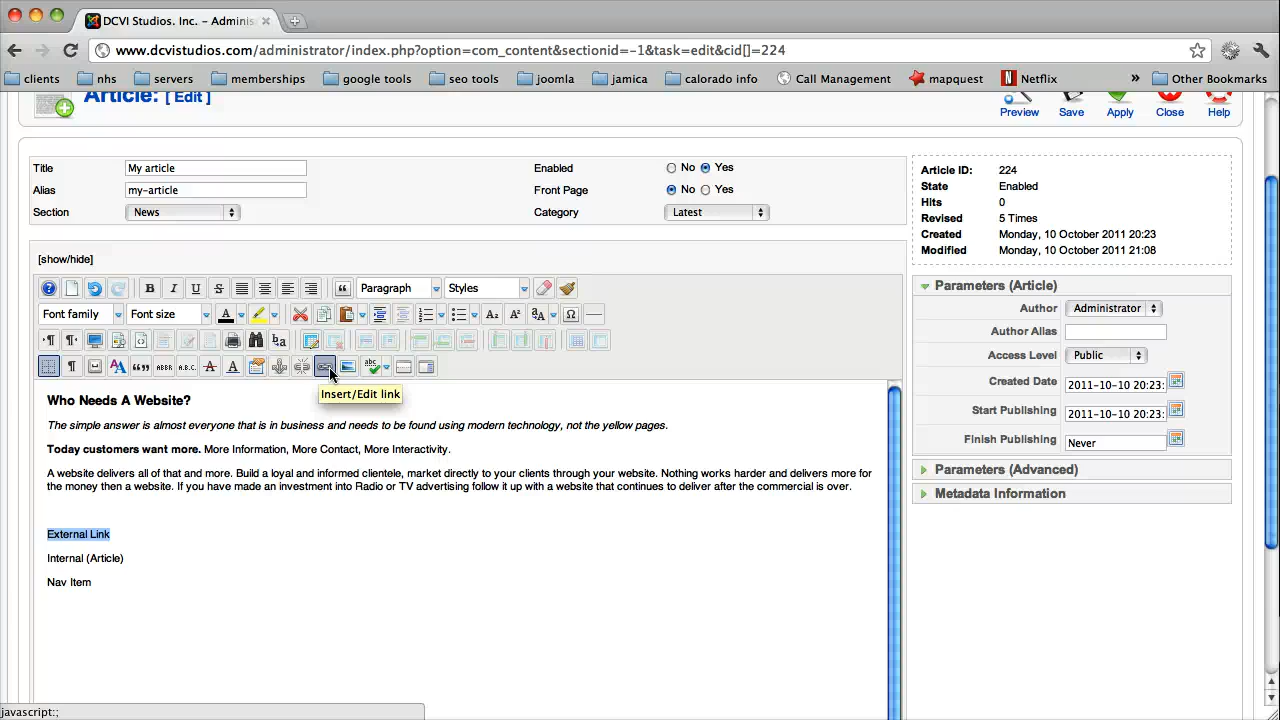 DCVI Studios. Inc. - Adminis
www.dcvistudios.com/administrator/index.php?option=com_content&sectionid=-1&task=edit&cid[]=224
clients nhs servers memberships google tools seo tools joomla jamica calorado info Call Management mapquest Netflix » Other Bookmarks
Article: [ Edit ]
Preview Save Apply Close Help
Title My article Enabled No Yes
Alias my-article Front Page No Yes
Section News Category Latest
[show/hide]
Paragraph Styles
Font family Font size
Insert/Edit link
Who Needs A Website?
The simple answer is almost everyone that is in business and needs to be found using modern technology, not the yellow pages.
Today customers want more. More Information, More Contact, More Interactivity.
A website delivers all of that and more. Build a loyal and informed clientele, market directly to your clients through your website. Nothing works harder and delivers more for
the money then a website. If you have made an investment into Radio or TV advertising follow it up with a website that continues to deliver after the commercial is over.
External Link
Internal (Article)
Nav Item
Article ID: 224
State Enabled
Hits 0
Revised 5 Times
Created Monday, 10 October 2011 20:23
Modified Monday, 10 October 2011 21:08
Parameters (Article)
Author Administrator
Author Alias
Access Level Public
Created Date 2011-10-10 20:23:
Start Publishing 2011-10-10 20:23:
Finish Publishing Never
Parameters (Advanced)
Metadata Information
javascript:;